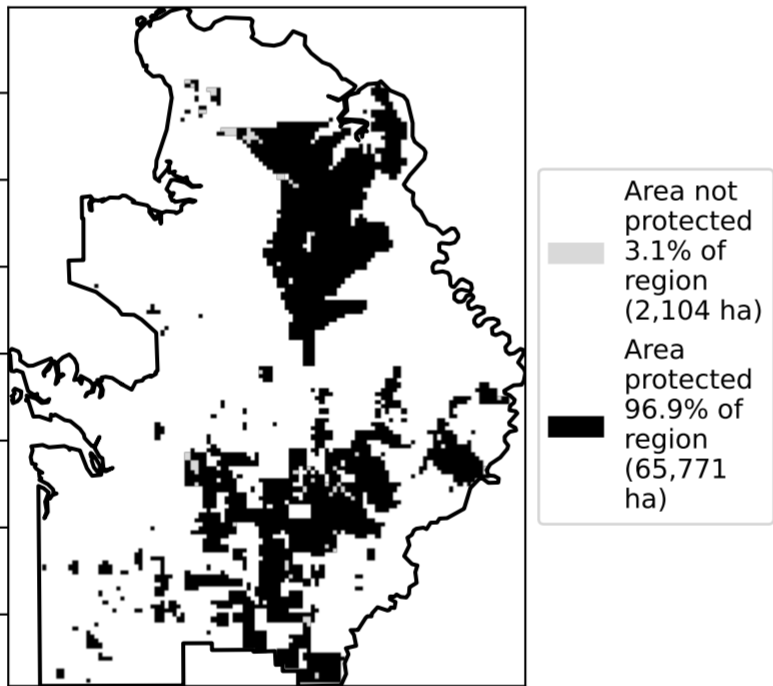 Area not
protected
3.1% of
region
(2,104 ha)
Area
protected
96.9% of
region
(65,771
ha)